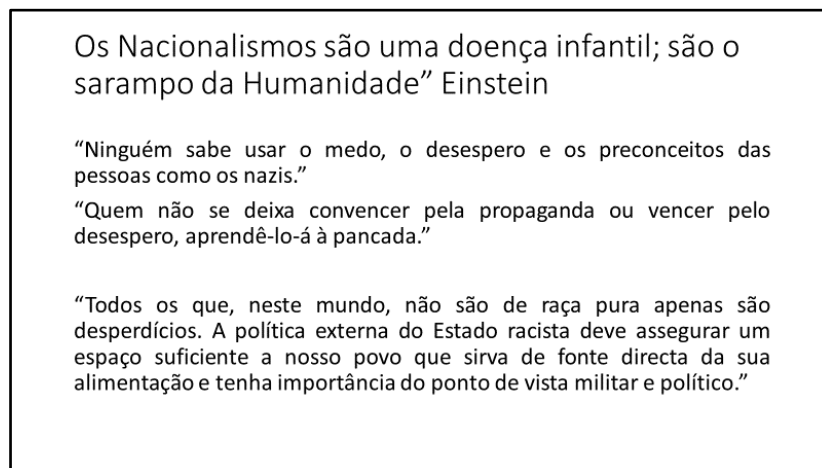 Os Nacionalismos são uma doença infantil; são o
sarampo da Humanidade” Einstein
“Ninguém sabe usar o medo, o desespero e os preconceitos das
pessoas como os nazis.”
“Quem não se deixa convencer pela propaganda ou vencer pelo
desespero, aprendê-lo-á à pancada.”
“Todos os que, neste mundo, não são de raça pura apenas são
desperdícios. A política externa do Estado racista deve assegurar um
espaço suficiente a nosso povo que sirva de fonte directa da sua
alimentação e tenha importância do ponto de vista militar e político.”